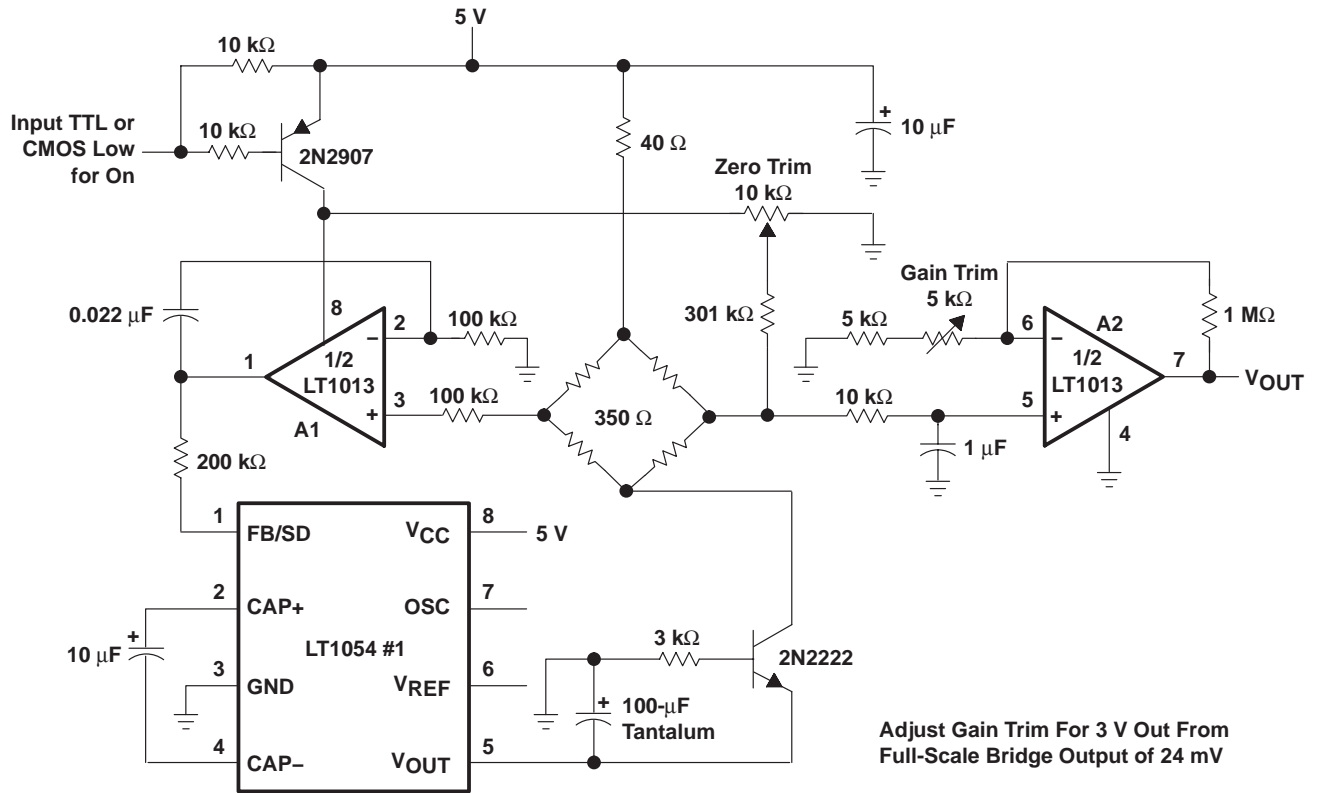 5 V
10 kΩ
Input TTL or
CMOS Low
for On
10 kΩ
2N2907
40 Ω
+
10 μF
Zero Trim
10 kΩ
0.022 μF
8
2
−
100 kΩ
1
1/2
LT1013
3
+
100 kΩ
A1
350 Ω
301 kΩ
Gain Trim
5 kΩ
5 kΩ
6
−
A2
1/2
LT1013
7
VOUT
1 MΩ
10 kΩ
5
+
4
1 μF
200 kΩ
1
FB/SD
VCC
8
5 V
2
CAP+
OSC
7
+
10 μF
LT1054 #1
3
GND
VREF
6
4
CAP−
VOUT
5
3 kΩ
2N2222
+
100-μF
Tantalum
Adjust Gain Trim For 3 V Out From
Full-Scale Bridge Output of 24 mV